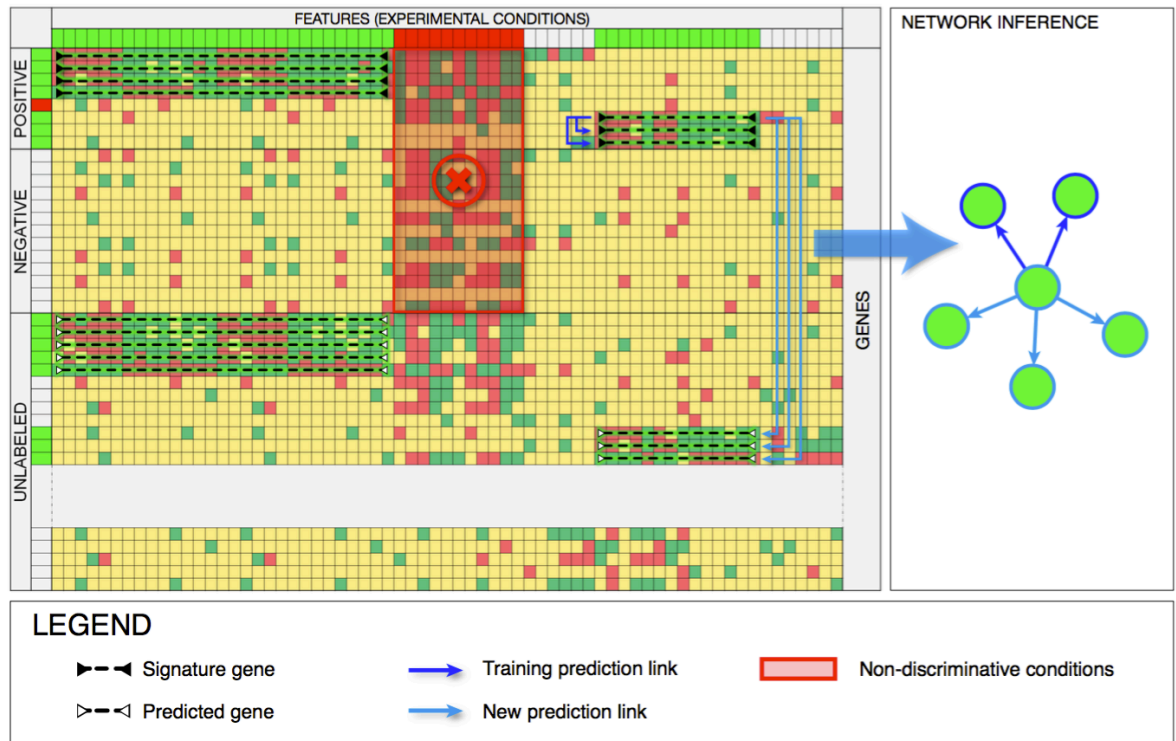 FEATURES (EXPERIMENTAL CONDITIONS)
NETWORK INFERENCE
POSITIVE
NEGATIVE
UNLABELED
GENES
LEGEND
Signature gene
Training prediction link
Non-discriminative conditions
Predicted gene
New prediction link